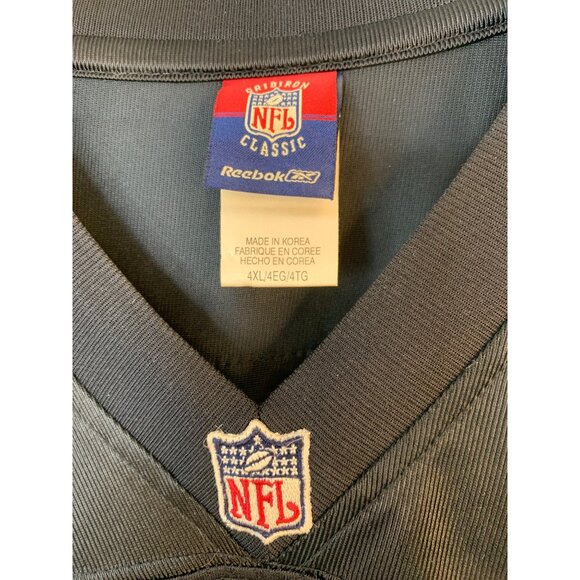 GRIDIRON
NFL
CLASSIC
Reebok
MADE IN KOREA
FABRIQUE EN COREE
HECHO EN COREA
4XL/4EG/4TG
NFL